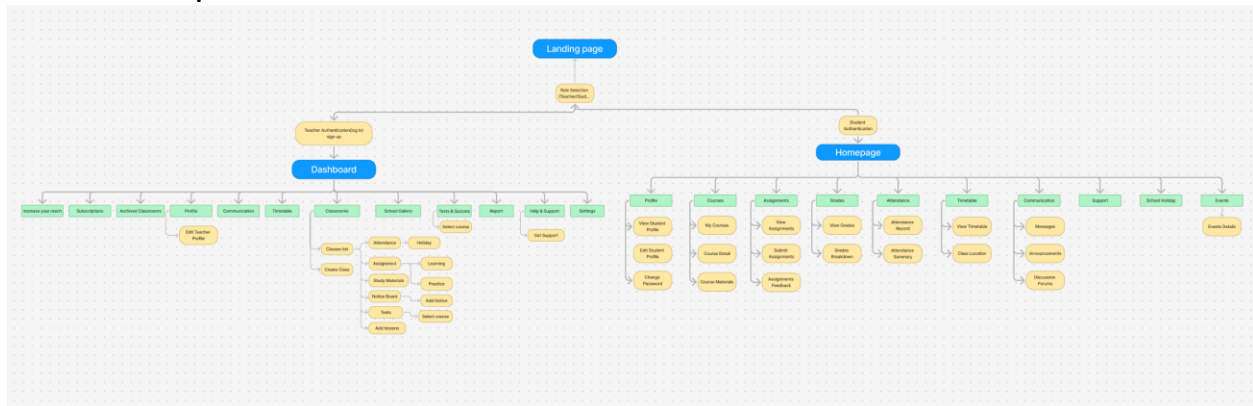 Landing page
Role Selection
(Teacher/Stud...
Teacher Authentication(log in/
sign up
Student
Authentication
Dashboard
Homepage
Increase your reach
Subscriptions
Archived Classrooms
Profile
Communication
Timetable
Classrooms
School Gallery
Tests & Quizzes
Report
Help & Support
Settings
Edit Teacher
Profile
Select course
Get Support
Classes list
Create Class
Attendance
Holiday
Assignment
Learning
Study Materials
Practice
Notice Board
Add Notice
Tests
Select course
Add lessons
Profile
Courses
Assignments
Grades
Attendance
Timetable
Communication
Support
School Holiday
Events
View Student
Profile
My Courses
View
Assignments
View Grades
Attendance
Record
View Timetable
Messages
Events Details
Edit Student
Profile
Course Detail
Submit
Assignments
Grades
Breakdown
Attendance
Summary
Class Location
Announcements
Change
Password
Course Materials
Assignments
Feedback
Discussion
Forums